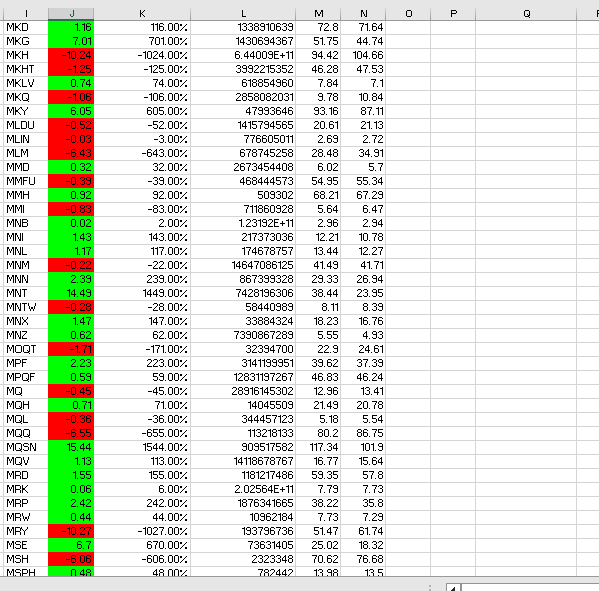 I J K L M N O P Q
MKD 1.16 116.00% 1338910639 72.8 71.64
MKG 7.01 701.00% 1430694367 51.75 44.74
MKH -10.24 -1024.00% 6.44009E+11 94.42 104.66
MKHT -1.25 -125.00% 3992215352 46.28 47.53
MKLV 0.74 74.00% 618854960 7.84 7.1
MKQ -1.06 -106.00% 2858082031 9.78 10.84
MKY 6.05 605.00% 47993646 93.16 87.11
MLDU -0.52 -52.00% 1415794565 20.61 21.13
MLIN -0.03 -3.00% 776605011 2.69 2.72
MLM -6.43 -643.00% 678745258 28.48 34.91
MMD 0.32 32.00% 2673454408 6.02 5.7
MMFU -0.39 -39.00% 468444573 54.95 55.34
MMH 0.92 92.00% 509302 68.21 67.29
MMI -0.83 -83.00% 711860928 5.64 6.47
MNB 0.02 2.00% 1.23192E+11 2.96 2.94
MNI 1.43 143.00% 217373036 12.21 10.78
MNL 1.17 117.00% 174678757 13.44 12.27
MNM -0.22 -22.00% 14647086125 41.49 41.71
MNN 2.39 239.00% 867399328 29.33 26.94
MNT 14.49 1449.00% 7428196306 38.44 23.95
MNTW -0.28 -28.00% 58440989 8.11 8.39
MNX 1.47 147.00% 33884324 18.23 16.76
MNZ 0.62 62.00% 7390867289 5.55 4.93
MOQT -1.71 -171.00% 32394700 22.9 24.61
MPF 2.23 223.00% 3141199951 39.62 37.39
MPQF 0.59 59.00% 12831197267 46.83 46.24
MQ -0.45 -45.00% 28916145302 12.96 13.41
MQH 0.71 71.00% 14045509 21.49 20.78
MQL -0.36 -36.00% 344457123 5.18 5.54
MQQ -6.55 -655.00% 113218133 80.2 86.75
MQSN 15.44 1544.00% 909517582 117.34 101.9
MQV 1.13 113.00% 14118678767 16.77 15.64
MRD 1.55 155.00% 1181217486 59.35 57.8
MRK 0.06 6.00% 2.02564E+11 7.79 7.73
MRP 2.42 242.00% 1876341665 38.22 35.8
MRW 0.44 44.00% 10962184 7.73 7.29
MRY -10.27 -1027.00% 193796736 51.47 61.74
MSE 6.7 670.00% 73631405 25.02 18.32
MSH -6.06 -606.00% 2323348 70.62 76.68
MSPH 0.48 48.00% 782442 13.98 13.5